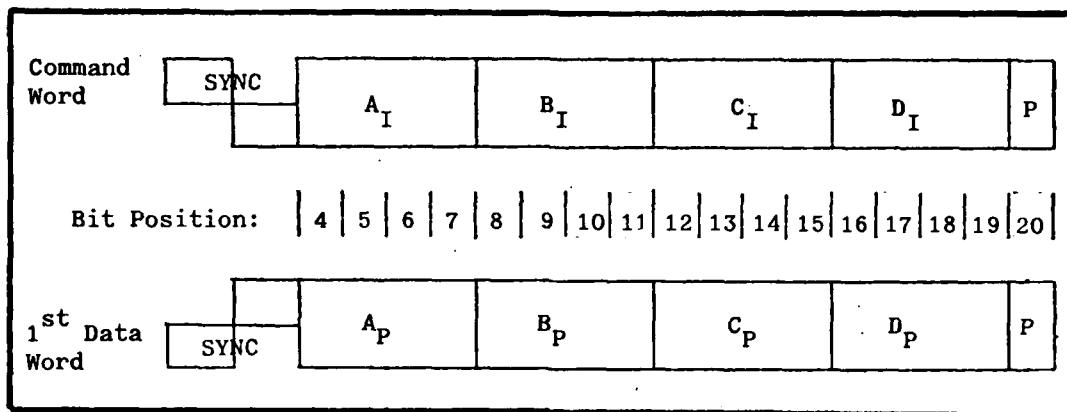 Command Word SYNC A_I B_I C_I D_I P
Bit Position: 4 5 6 7 8 9 10 11 12 13 14 15 16 17 18 19 20
1st Data Word SYNC A_P B_P C_P D_P P